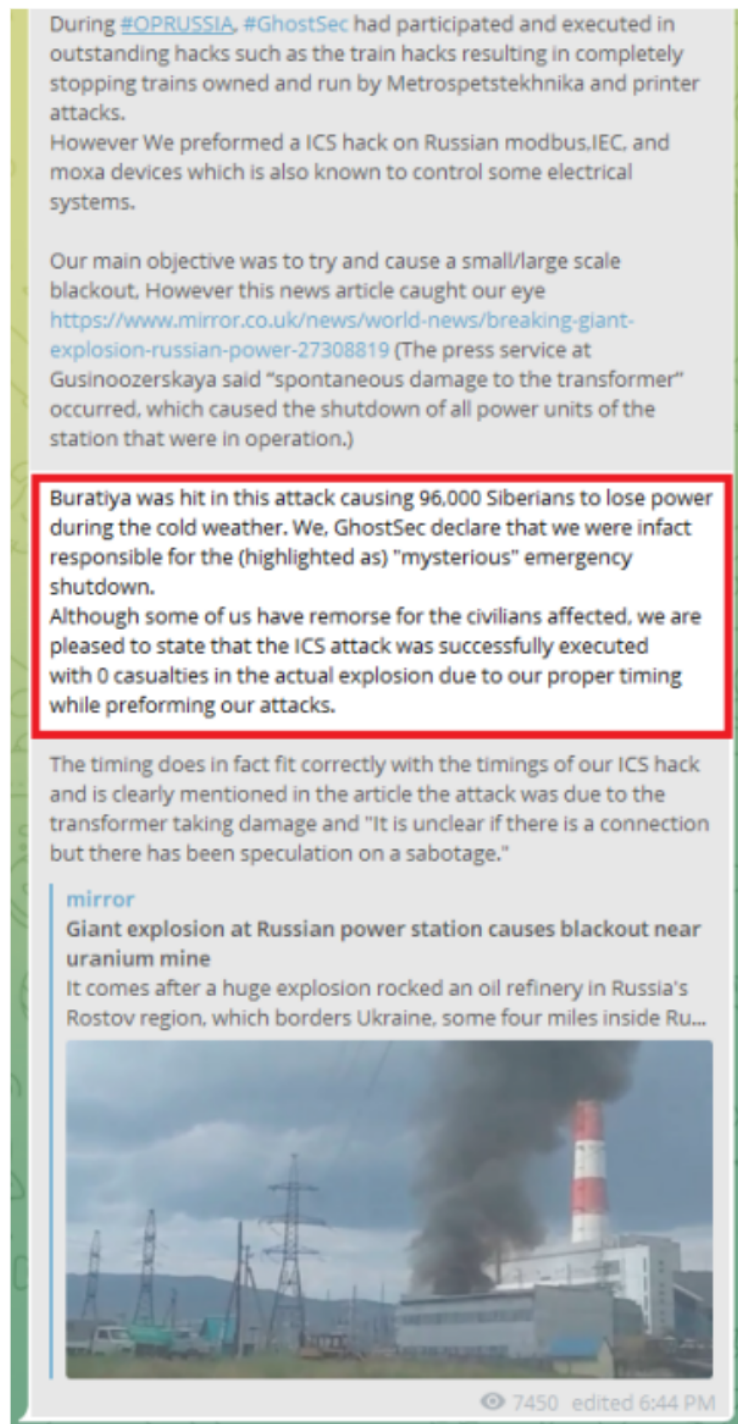 During #OPRUSSIA, #GhostSec had participated and executed in
outstanding hacks such as the train hacks resulting in completely
stopping trains owned and run by Metrospetstekhnika and printer
attacks.
However We preformed a ICS hack on Russian modbus,IEC, and
moxa devices which is also known to control some electrical
systems.
Our main objective was to try and cause a small/large scale
blackout, However this news article caught our eye
https://www.mirror.co.uk/news/world-news/breaking-giant-
explosion-russian-power-27308819 (The press service at
Gusinoozerskaya said “spontaneous damage to the transformer”
occurred, which caused the shutdown of all power units of the
station that were in operation.)
Buratiya was hit in this attack causing 96,000 Siberians to lose power
during the cold weather. We, GhostSec declare that we were infact
responsible for the (highlighted as) "mysterious" emergency
shutdown.
Although some of us have remorse for the civilians affected, we are
pleased to state that the ICS attack was successfully executed
with 0 casualties in the actual explosion due to our proper timing
while preforming our attacks.
The timing does in fact fit correctly with the timings of our ICS hack
and is clearly mentioned in the article the attack was due to the
transformer taking damage and "It is unclear if there is a connection
but there has been speculation on a sabotage."
mirror
Giant explosion at Russian power station causes blackout near
uranium mine
It comes after a huge explosion rocked an oil refinery in Russia's
Rostov region, which borders Ukraine, some four miles inside Ru...
7450 edited 6:44 PM